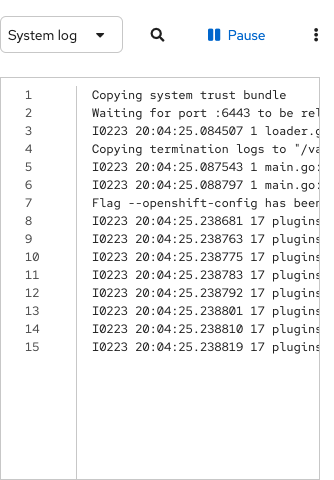 System log
Pause
1 Copying system trust bundle
2 Waiting for port :6443 to be rel
3 I0223 20:04:25.084507 1 loader.g
4 Copying termination logs to "/va
5 I0223 20:04:25.087543 1 main.go:
6 I0223 20:04:25.088797 1 main.go:
7 Flag --openshift-config has been
8 I0223 20:04:25.238681 17 plugins
9 I0223 20:04:25.238763 17 plugins
10 I0223 20:04:25.238775 17 plugins
11 I0223 20:04:25.238783 17 plugins
12 I0223 20:04:25.238792 17 plugins
13 I0223 20:04:25.238801 17 plugins
14 I0223 20:04:25.238810 17 plugins
15 I0223 20:04:25.238819 17 plugins